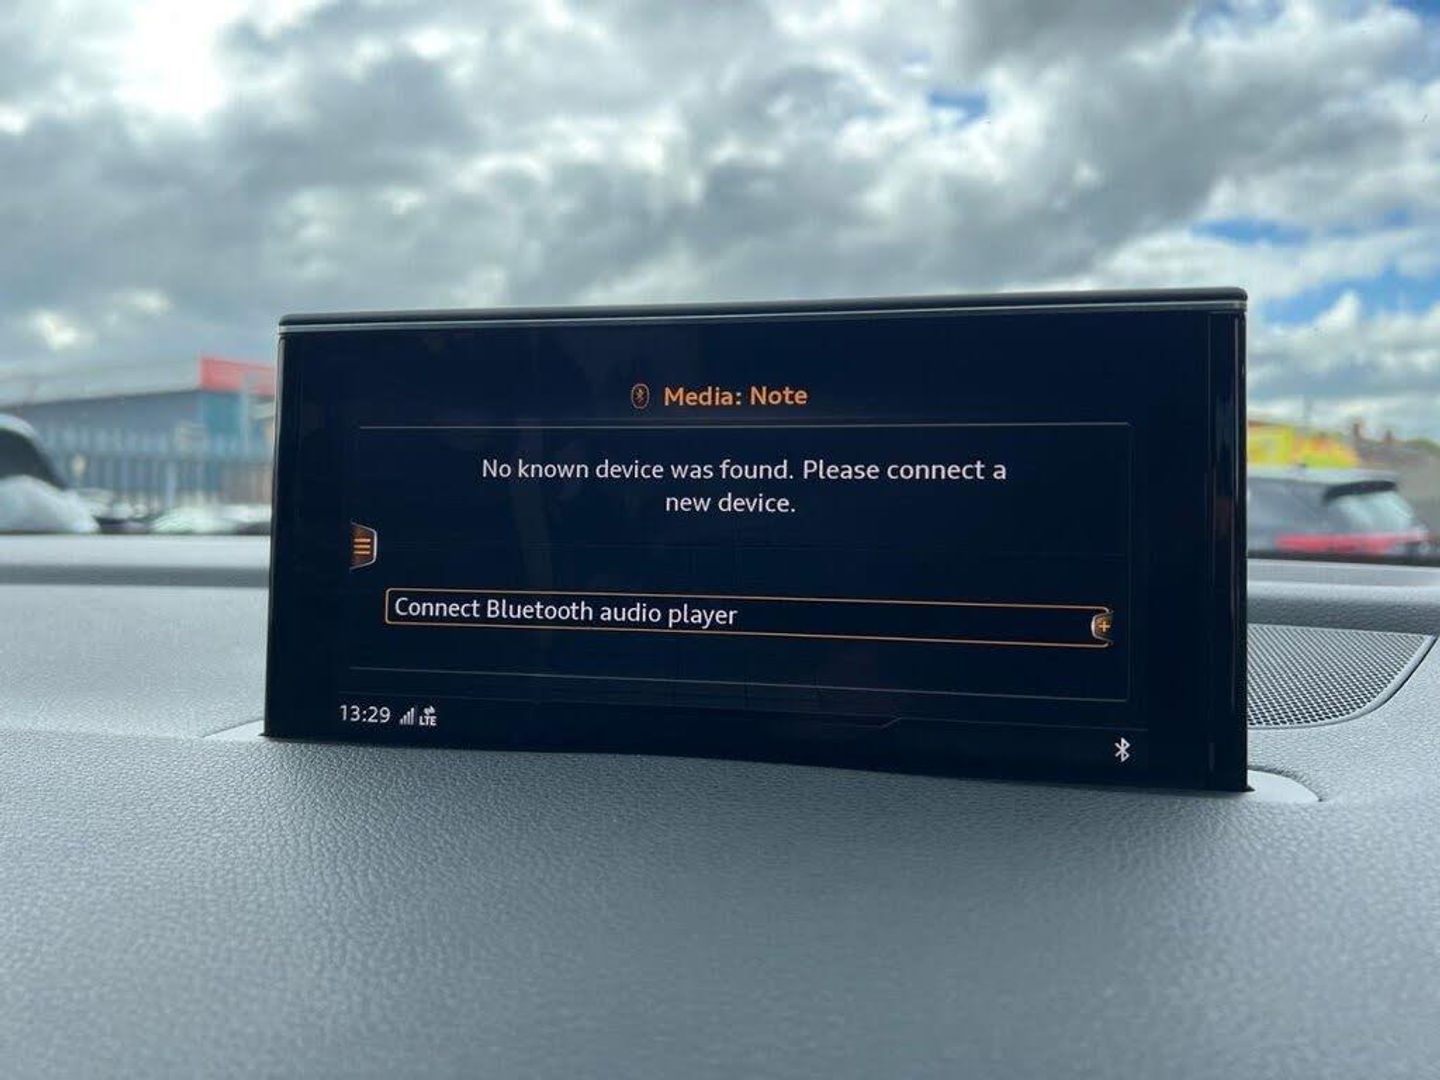 Media: Note
No known device was found. Please connect a
new device.
Connect Bluetooth audio player
13:29 LTE